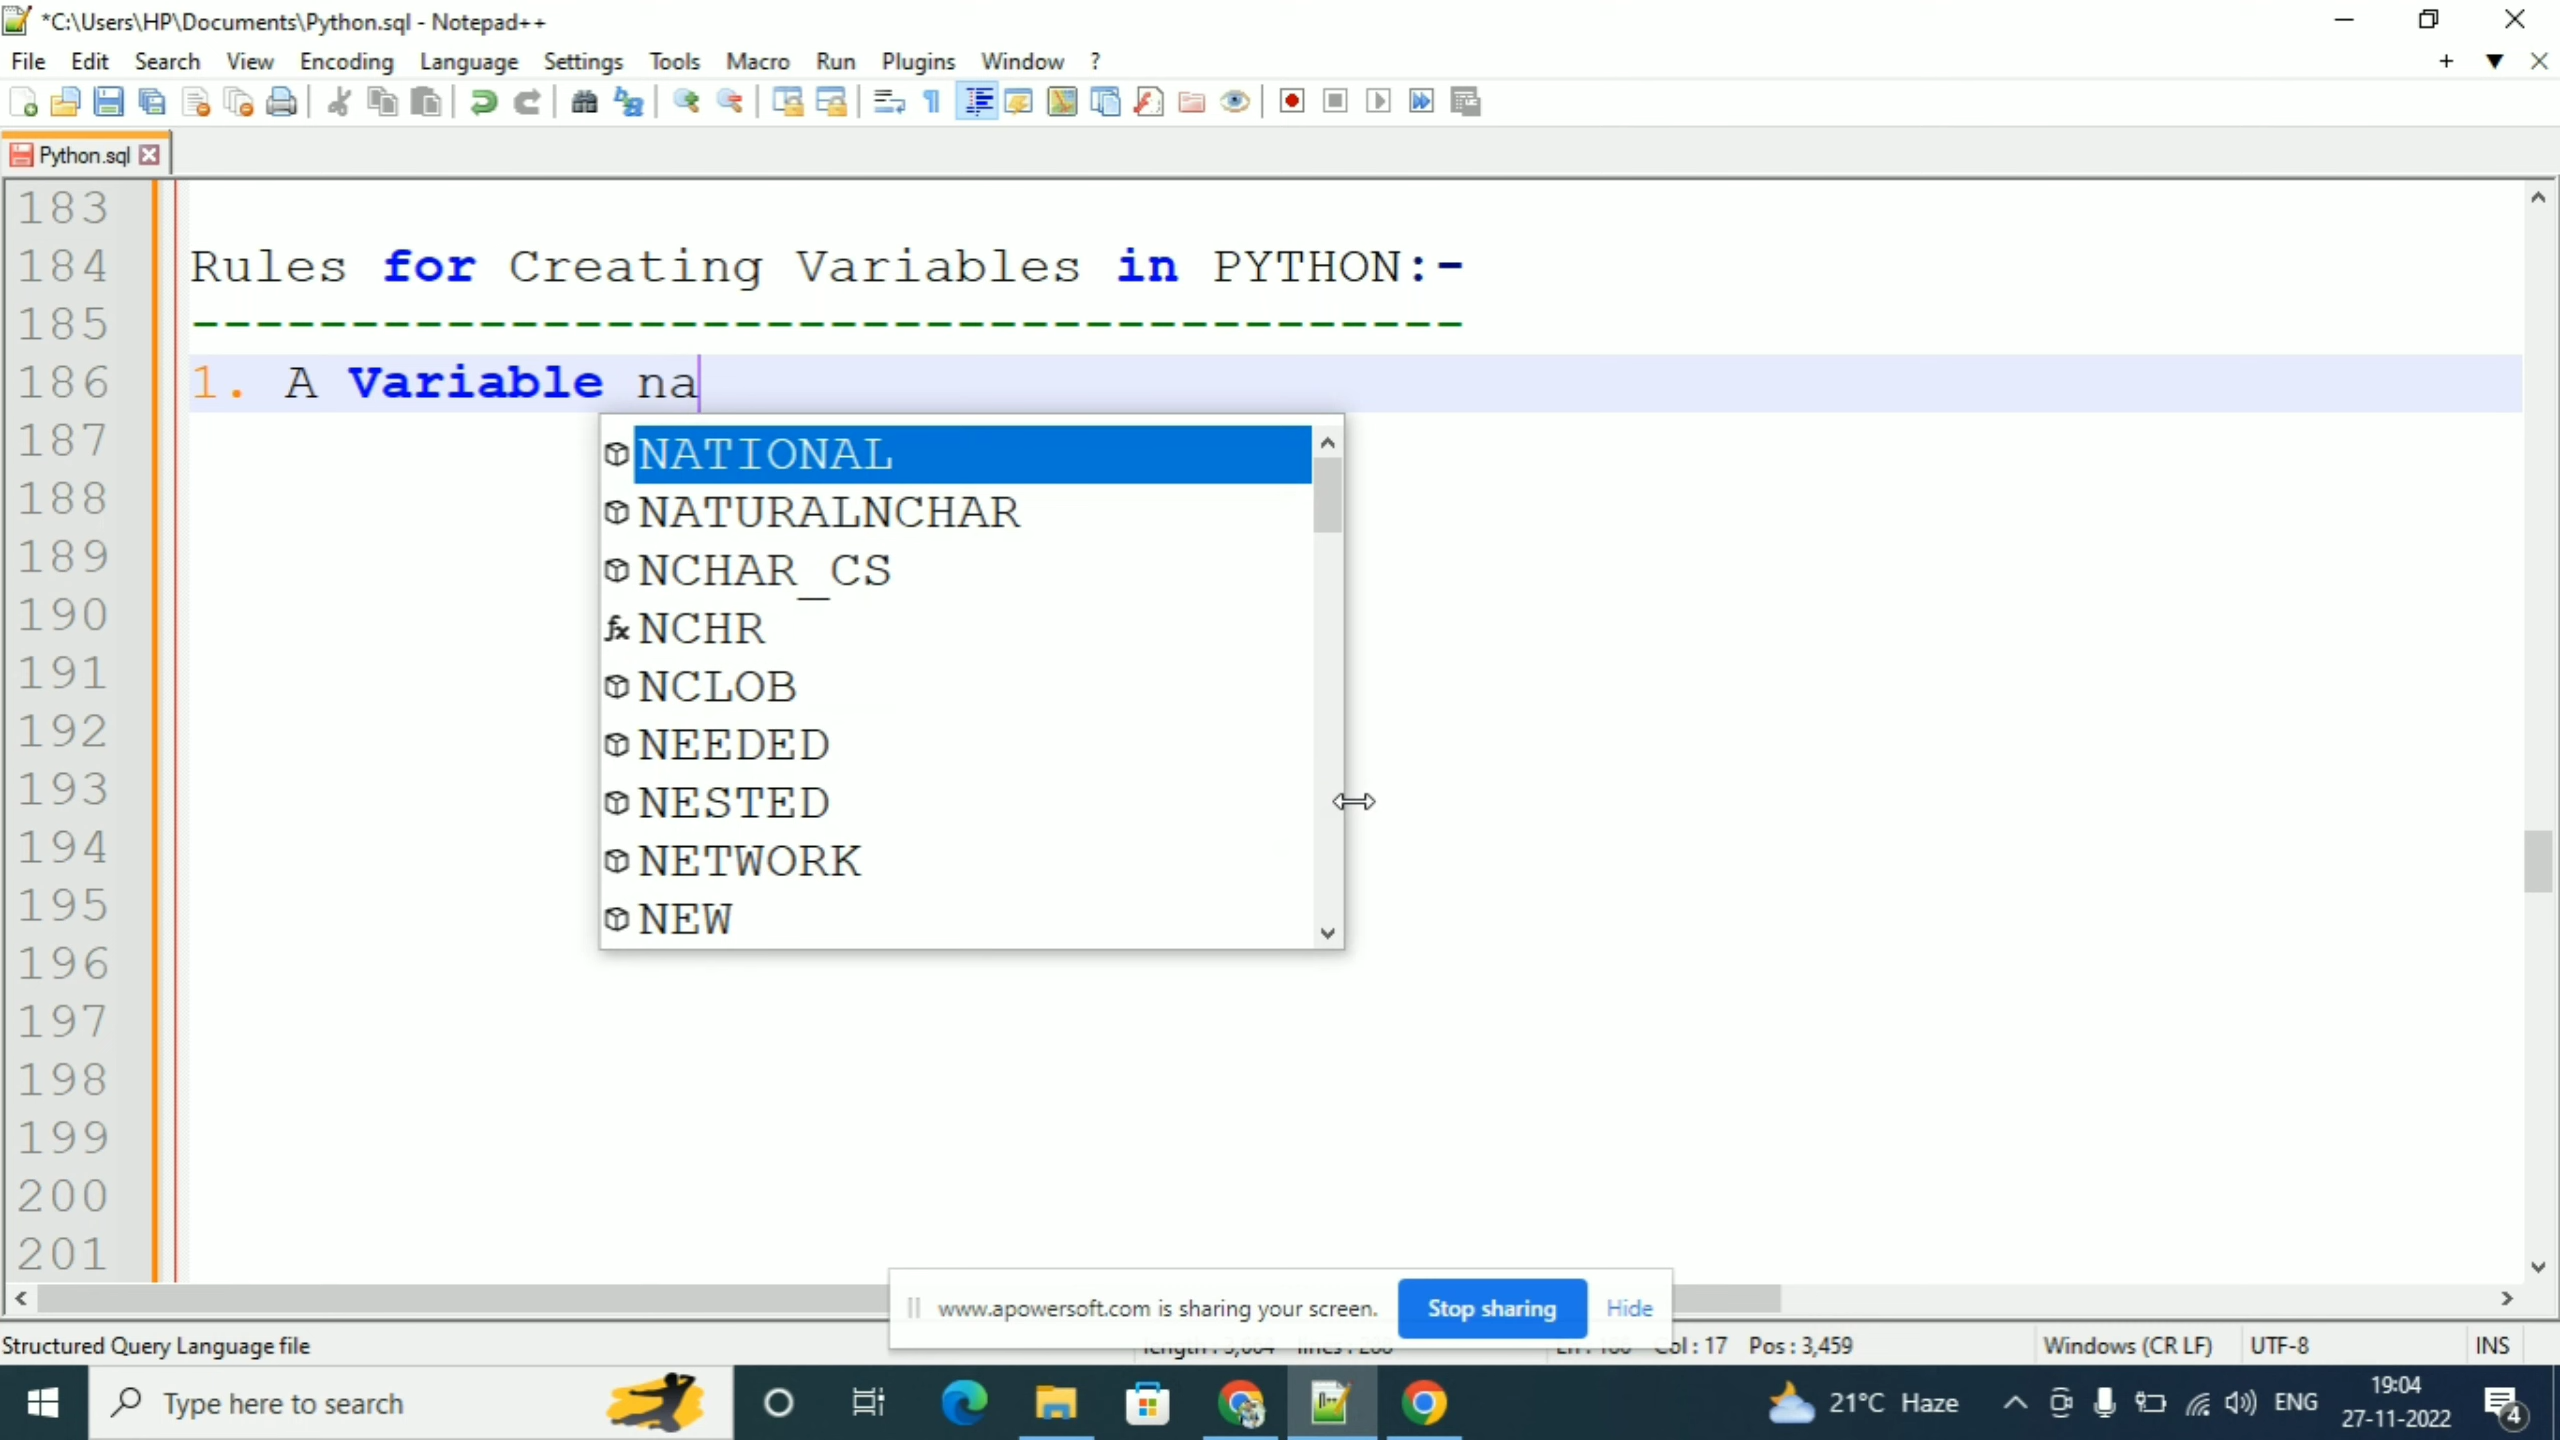 *C:\Users\HP\Documents\Python.sql - Notepad++
File Edit Search View Encoding Language Settings Tools Macro Run Plugins Window ?
Python.sql
183
184 Rules for Creating Variables in PYTHON:-
185 -----------------------------------------
186 1. A Variable na
187
NATIONAL
188
NATURALNCHAR
189
NCHAR_CS
190
NCHR
191
NCLOB
192
NEEDED
193
NESTED
194
NETWORK
195
NEW
196
197
198
199
200
201
www.apowersoft.com is sharing your screen. Stop sharing Hide
Structured Query Language file Col : 17 Pos : 3,459 Windows (CR LF) UTF-8 INS
Type here to search
21°C Haze ENG 19:04
27-11-2022
4